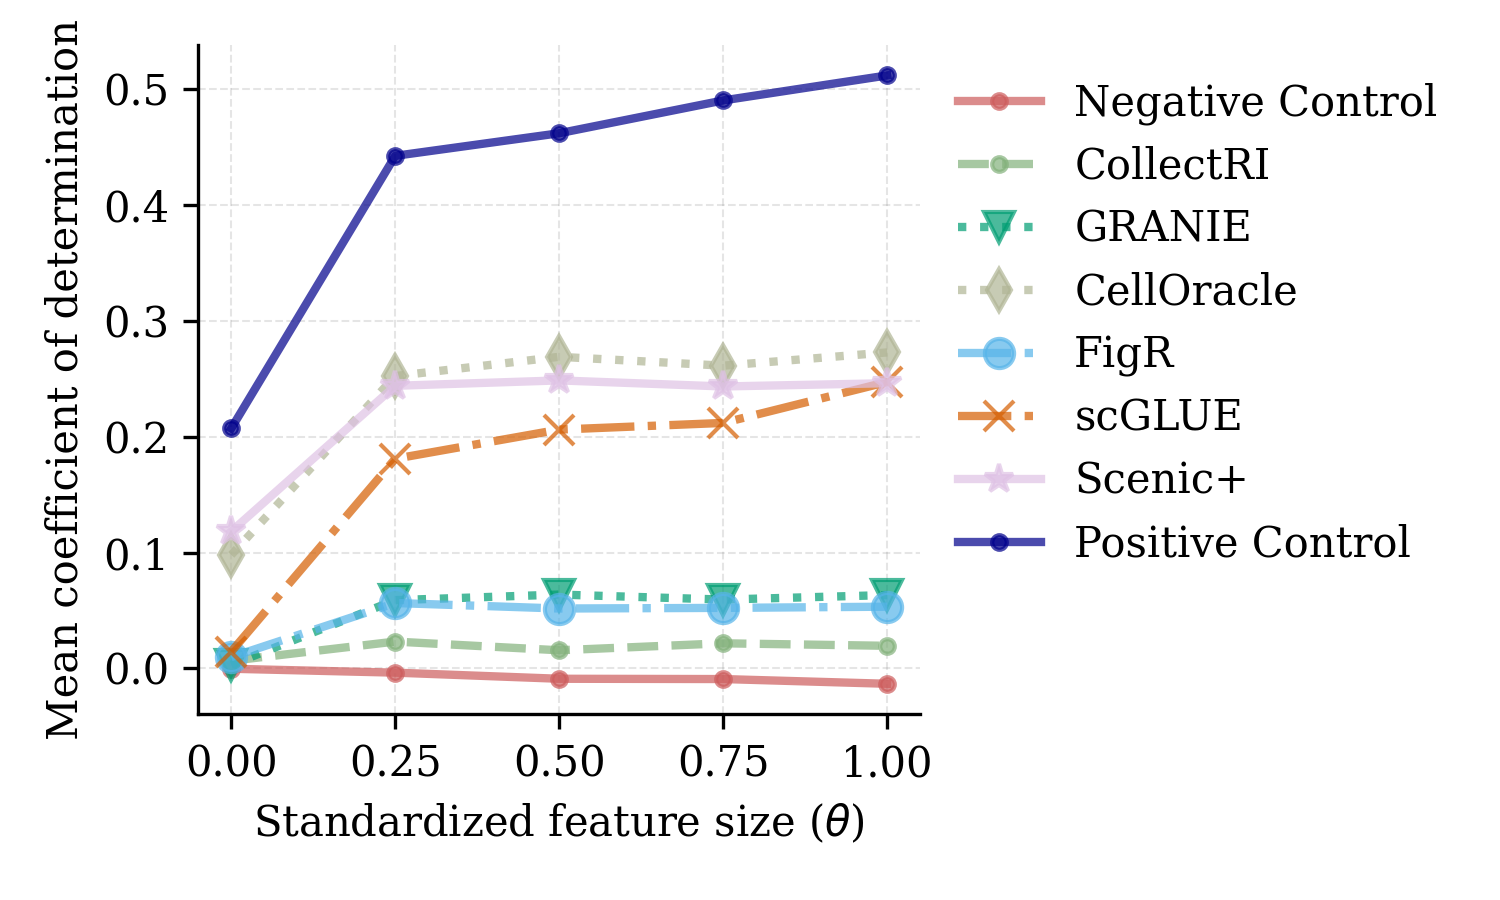 Mean coefficient of determination
0.5
0.4
0.3
0.2
0.1
0.0
0.00 0.25 0.50 0.75 1.00
Standardized feature size (θ)
Negative Control
CollectRI
GRANIE
CellOracle
FigR
scGLUE
Scenic+
Positive Control